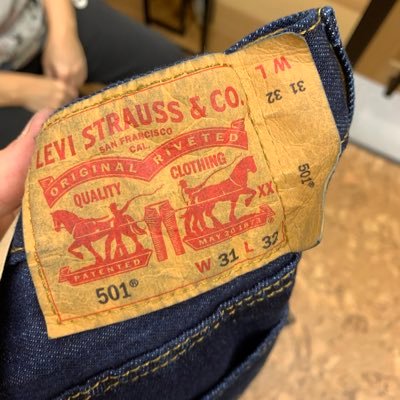 LEVI STRAUSS & CO.
SAN FRANCISCO
CAL.
ORIGINAL RIVETED
QUALITY CLOTHING
XX
PATENTED MAY 20 1873
501® W 31 L 32
W L
31 32
501®